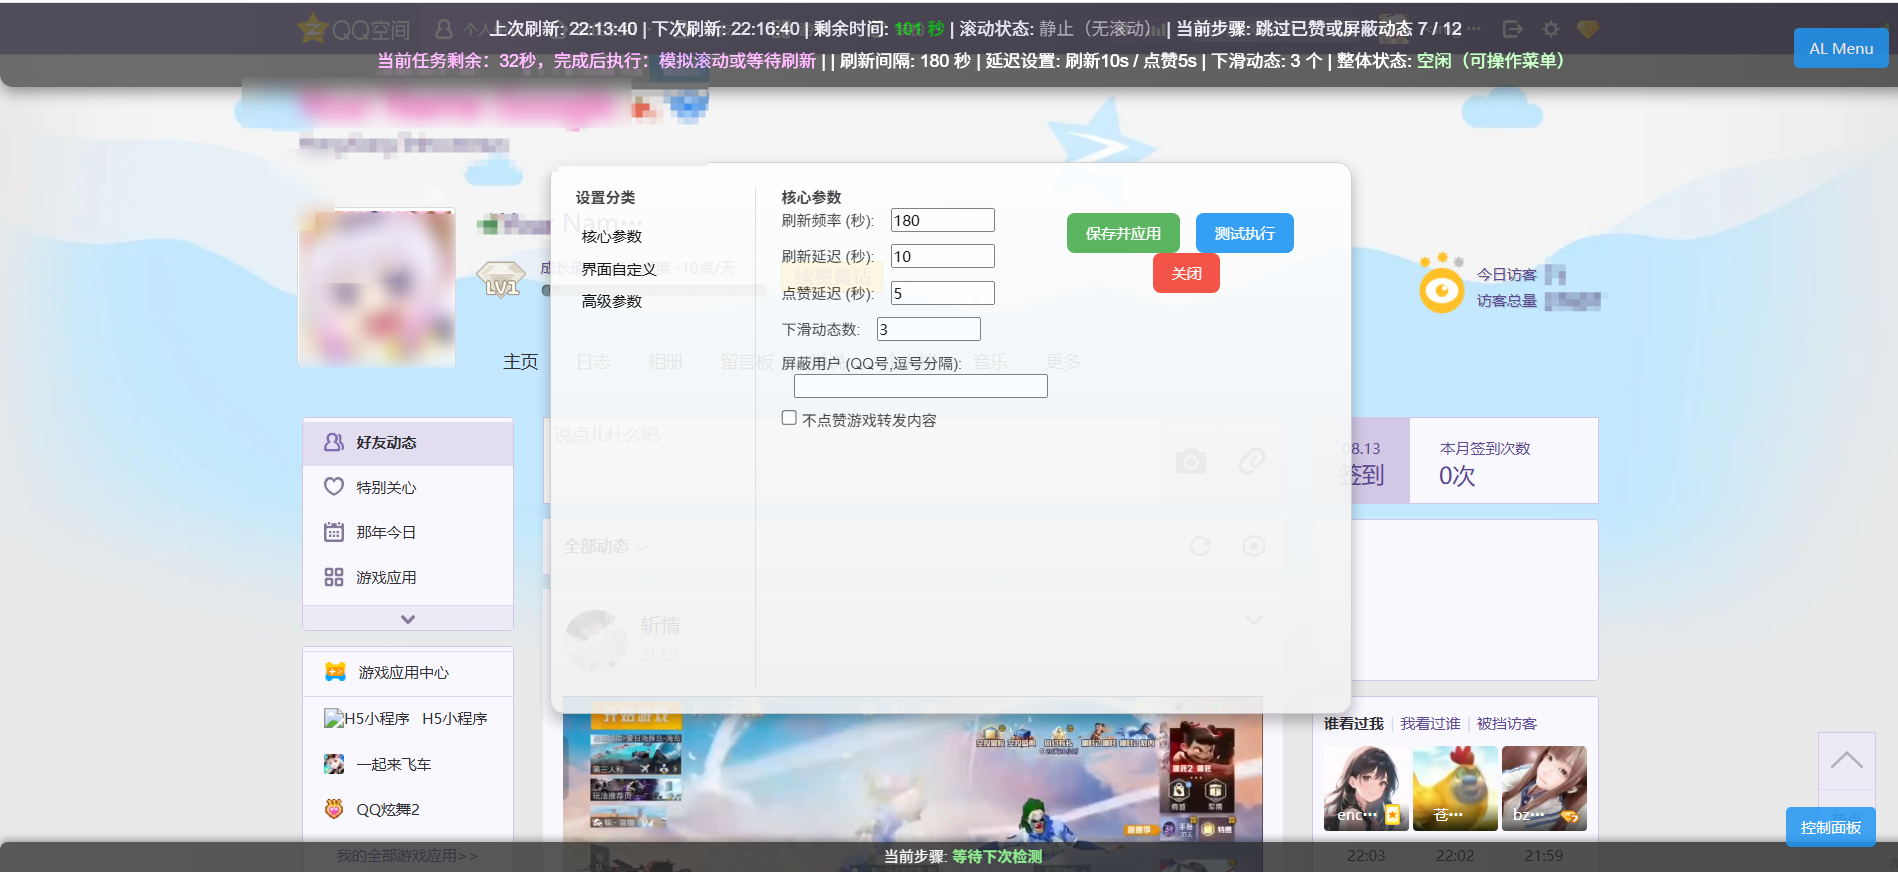 上次刷新: 22:13:40 | 下次刷新: 22:16:40 | 剩余时间: 101 秒 | 滚动状态: 静止（无滚动） | 当前步骤: 跳过已赞或屏蔽动态 7 / 12
当前任务剩余：32秒，完成后执行：模拟滚动或等待刷新 | | 刷新间隔: 180 秒 | 延迟设置: 刷新10s / 点赞5s | 下滑动态: 3 个 | 整体状态: 空闲（可操作菜单）
QQ空间
AL Menu
设置分类
核心参数
界面自定义
高级参数
核心参数
刷新频率 (秒): 180
刷新延迟 (秒): 10
点赞延迟 (秒): 5
下滑动态数: 3
屏蔽用户 (QQ号,逗号分隔):
不点赞游戏转发内容
保存并应用
测试执行
关闭
LV1
今日访客
访客总量
主页 日志 相册 留言板 音乐 更多
好友动态
特别关心
那年今日
游戏应用
说点儿什么吧
08.13
签到
本月签到次数
0次
全部动态
斩情
21:52
游戏应用中心
H5小程序 H5小程序
一起来飞车
QQ炫舞2
我的全部游戏应用>>
开始游戏
第三人称
玩法推荐
谁看过我 | 我看过谁 | 被挡访客
enc···
苍···
bz···
22:03
22:02
21:59
控制面板
当前步骤: 等待下次检测